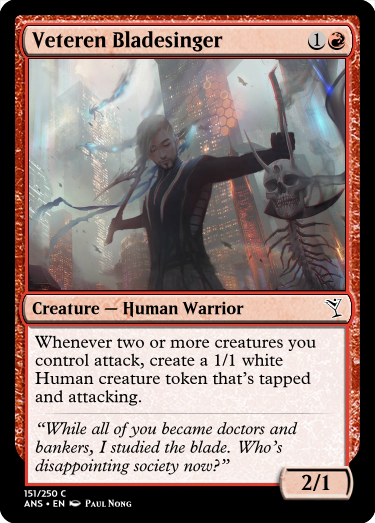 Veteren Bladesinger 1
Creature — Human Warrior
Whenever two or more creatures you
control attack, create a 1/1 white
Human creature token that's tapped
and attacking.
“While all of you became doctors and
bankers, I studied the blade. Who's
disappointing society now?”
2/1
151/250 C
ANS • EN Paul Nong